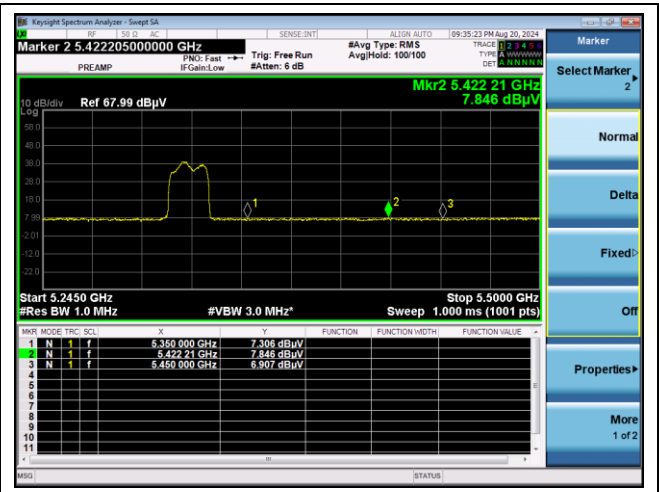 Keysight Spectrum Analyzer - Swept SA
RF 50 Ω AC SENSE:INT ALIGN AUTO 09:35:23 PM Aug 20, 2024
Marker 2 5.422205000000 GHz
PREAMP
PNO: Fast
IFGain:Low
Trig: Free Run
#Atten: 6 dB
#Avg Type: RMS
Avg|Hold: 100/100
TRACE 1 2 3 4 5 6
TYPE A WWWWW
DET A N N N N N
Mkr2 5.422 21 GHz
7.846 dBµV
10 dB/div Ref 67.99 dBµV
Log
58.0
48.0
38.0
28.0
18.0
7.99
-2.01
-12.0
-22.0
1
2
3
Start 5.2450 GHz Stop 5.5000 GHz
#Res BW 1.0 MHz #VBW 3.0 MHz* Sweep 1.000 ms (1001 pts)
MKR MODE TRC SCL X Y FUNCTION FUNCTION WIDTH FUNCTION VALUE
1 N 1 f 5.350 000 GHz 7.306 dBµV
2 N 1 f 5.422 21 GHz 7.846 dBµV
3 N 1 f 5.450 000 GHz 6.907 dBµV
4
5
6
7
8
9
10
11
MSG STATUS
Marker
Select Marker
2
Normal
Delta
Fixed
Off
Properties
More
1 of 2